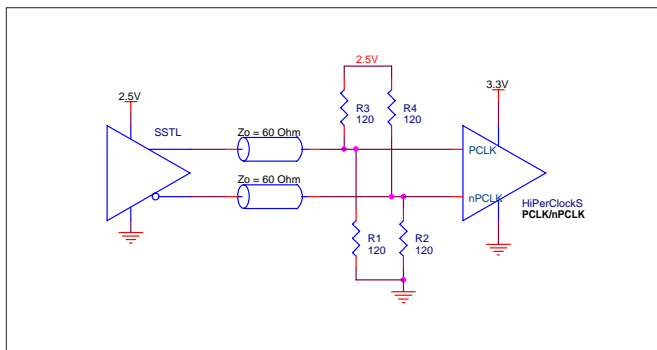 2.5V
3.3V
2.5V
SSTL
R3
120
R4
120
Zo = 60 Ohm
PCLK
Zo = 60 Ohm
nPCLK
HiPerClockS
PCLK/nPCLK
R1
120
R2
120